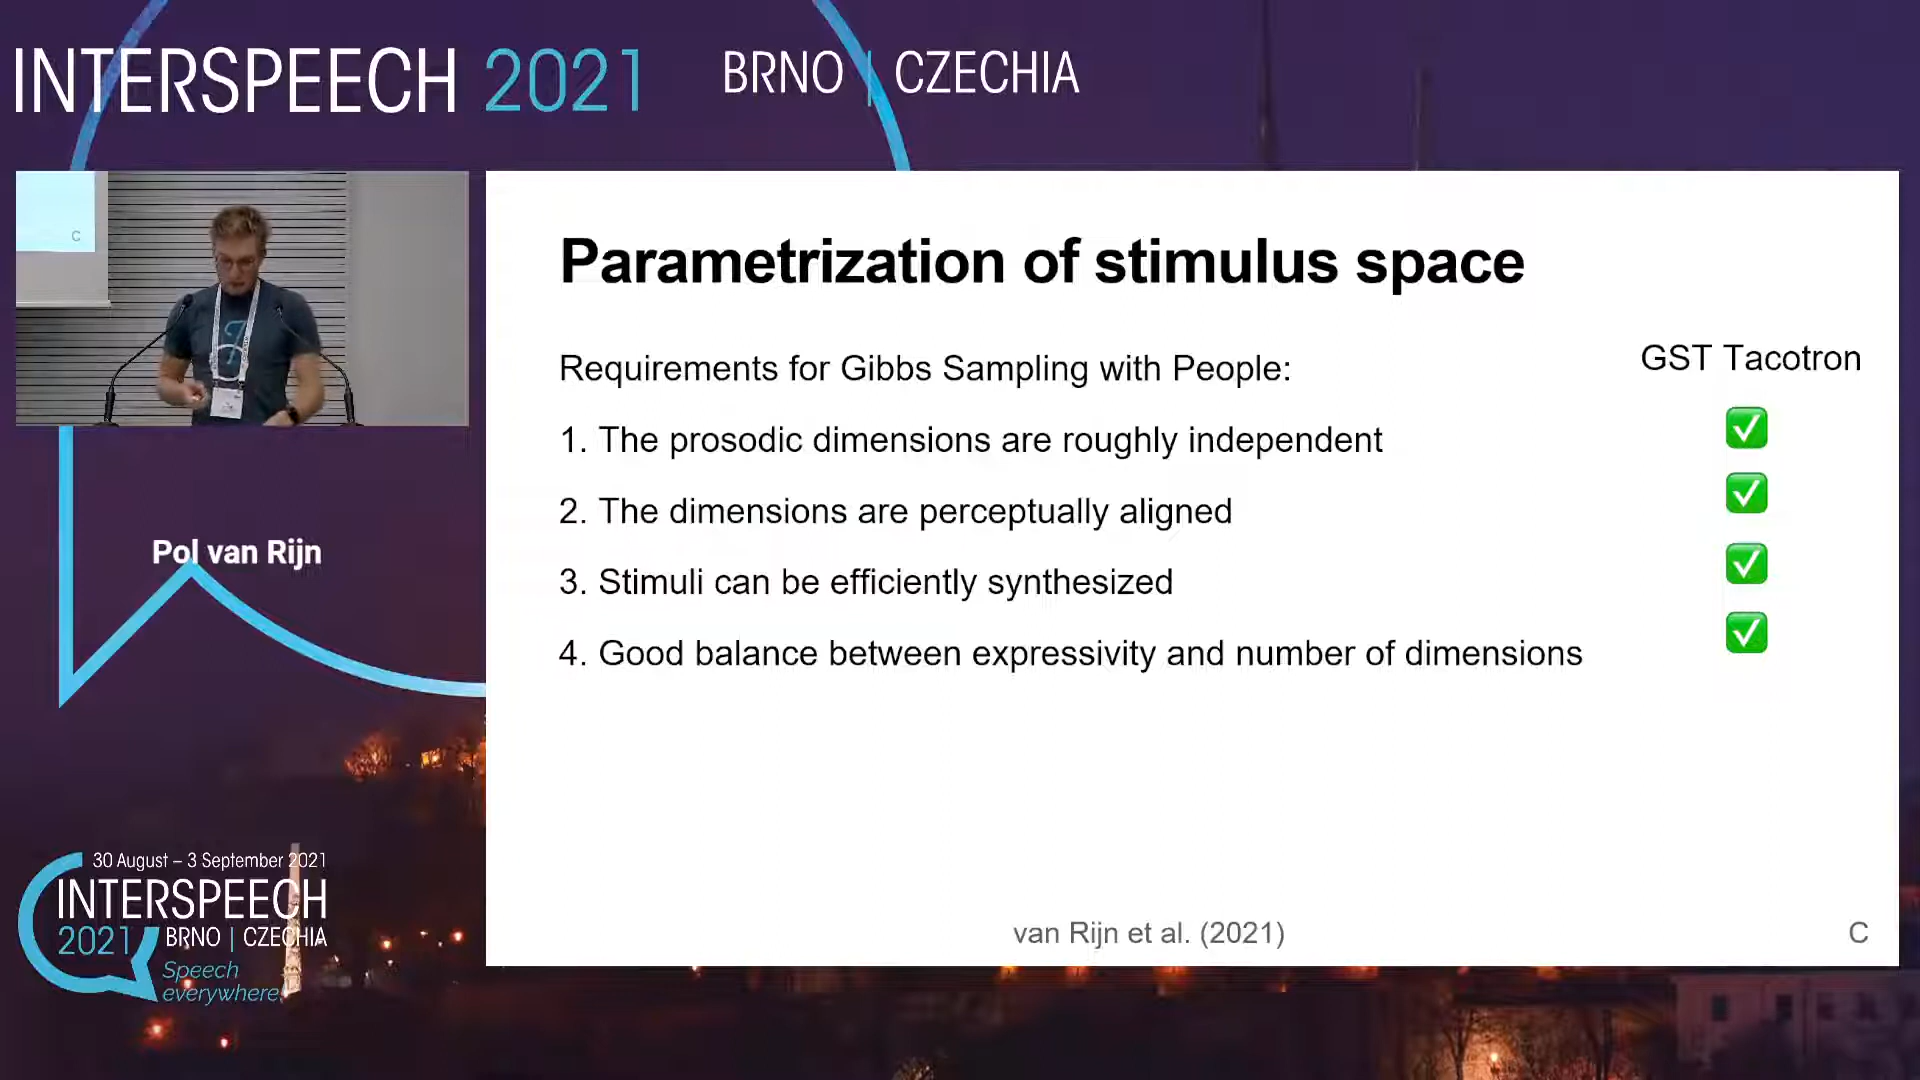 INTERSPEECH 2021
BRNO | CZECHIA
C
Pol van Rijn
Parametrization of stimulus space
Requirements for Gibbs Sampling with People:
GST Tacotron
1. The prosodic dimensions are roughly independent
2. The dimensions are perceptually aligned
3. Stimuli can be efficiently synthesized
4. Good balance between expressivity and number of dimensions
van Rijn et al. (2021)
C
30 August – 3 September 2021
INTERSPEECH
2021
BRNO | CZECHIA
Speech
everywhere